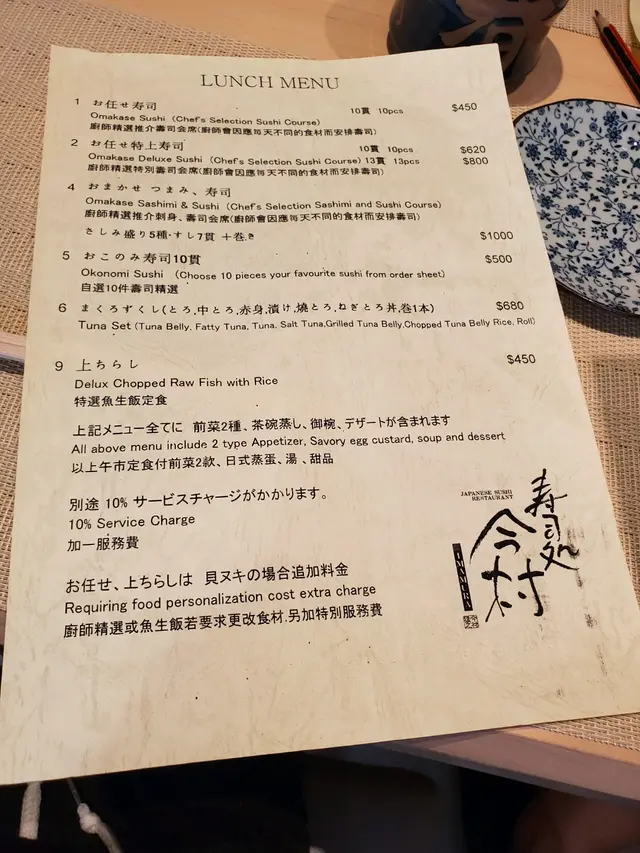 LUNCH MENU
1 お任せ寿司 10貫 10pcs $450
Omakase Sushi (Chef's Selection Sushi Course)
廚師精選推介壽司会席(廚師會因應每天不同的食材而安排壽司)
2 お任せ特上寿司 10貫 10pcs $620
Omakase Deluxe Sushi (Chef's Selection Sushi Course) 13貫 13pcs $800
廚師精選特別壽司会席(廚師會因應每天不同的食材而安排壽司)
4 おまかせ つまみ、寿司
Omakase Sashimi & Sushi (Chef's Selection Sashimi and Sushi Course)
廚師精選推介刺身、壽司会席(廚師會因應每天不同的食材而安排壽司)
さしみ盛り5種・すし7貫 +巻き $1000
5 おこのみ寿司10貫 $500
Okonomi Sushi (Choose 10 pieces your favourite sushi from order sheet)
自選10件壽司精選
6 まくろずくし(とろ,中とろ,赤身,漬け,燒とろ,ねぎとろ丼,巻1本) $680
Tuna Set (Tuna Belly, Fatty Tuna, Tuna. Salt Tuna,Grilled Tuna Belly,Chopped Tuna Belly Rice, Roll)
9 上ちらし $450
Delux Chopped Raw Fish with Rice
特選魚生飯定食
上記メニュー全てに 前菜2種、茶碗蒸し、御椀、デザートが含まれます
All above menu include 2 type Appetizer, Savory egg custard, soup and dessert
以上午市定食付前菜2款、日式蒸蛋、湯、甜品
別途 10% サービスチャージがかかります。
10% Service Charge
加一服務費
お任せ、上ちらしは 貝ヌキの場合追加料金
Requiring food personalization cost extra charge
廚師精選或魚生飯若要求更改食材,另加特別服務費
JAPANESE SUSHI
RESTAURANT
寿司処
今村
IMAMURA